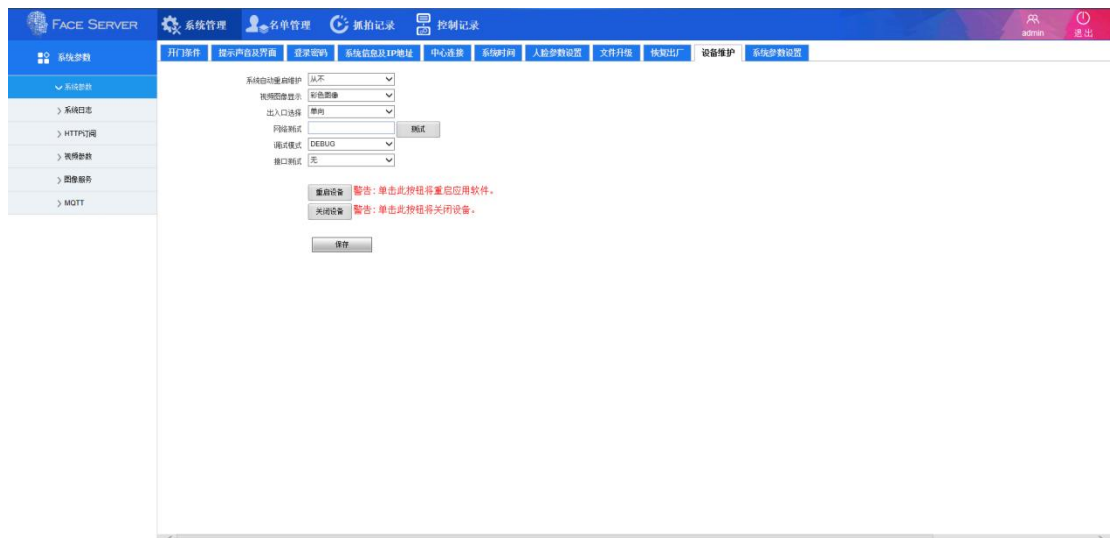 FACE SERVER
系统管理
名单管理
抓拍记录
控制记录
admin
退出
系统参数
系统参数
系统日志
HTTP订阅
视频参数
图像服务
MQTT
开门条件 提示声音及界面 登录密码 系统信息及IP地址 中心连接 系统时间 人脸参数设置 文件升级 恢复出厂 设备维护 系统参数设置
系统自动重启维护 从不
视频图像显示 彩色图像
出入口选择 单向
网络测试 测试
调试模式 DEBUG
接口测试 无
重启设备 警告：单击此按钮将重启应用软件。
关闭设备 警告：单击此按钮将关闭设备。
保存